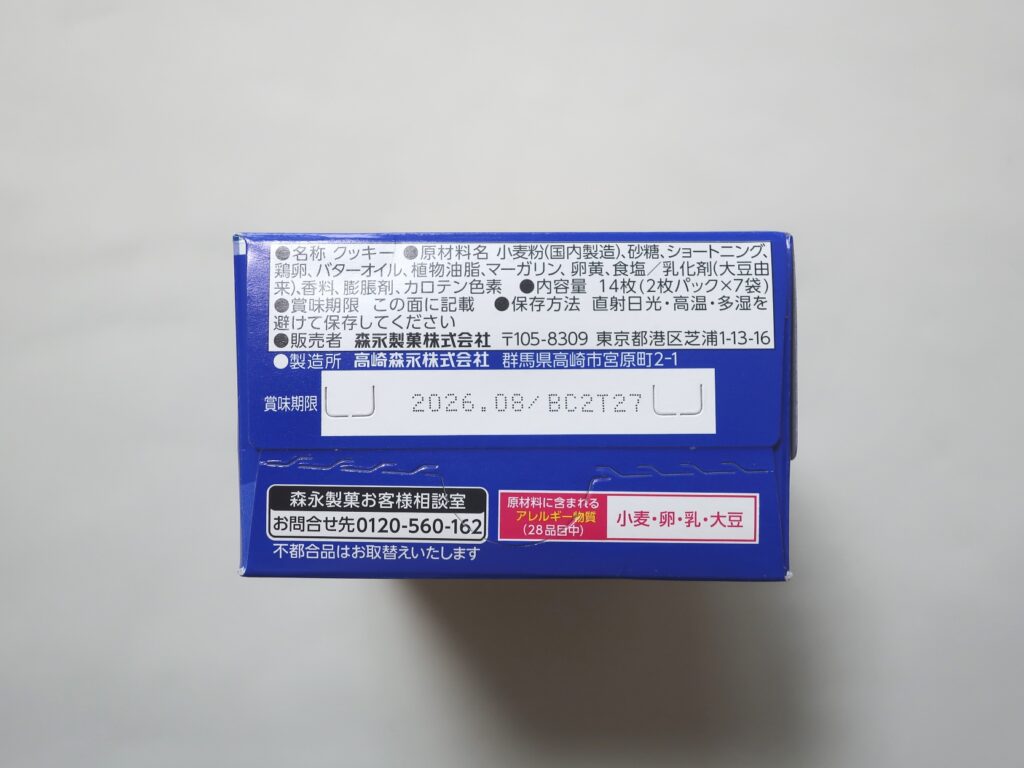 ●名称 クッキー ●原材料名 小麦粉(国内製造)、砂糖、ショートニング、
鶏卵、バターオイル、植物油脂、マーガリン、卵黄、食塩／乳化剤(大豆由
来)、香料、膨脹剤、カロテン色素 ●内容量 14枚(2枚パック×7袋)
●賞味期限 この面に記載 ●保存方法 直射日光・高温・多湿を
避けて保存してください
●販売者 森永製菓株式会社 〒105-8309 東京都港区芝浦1-13-16
●製造所 高崎森永株式会社 群馬県高崎市宮原町2-1
賞味期限 2026.08/BC2T27
森永製菓お客様相談室
お問合せ先0120-560-162
不都合品はお取替えいたします
原材料に含まれる
アレルギー物質
(28品目中)
小麦・卵・乳・大豆